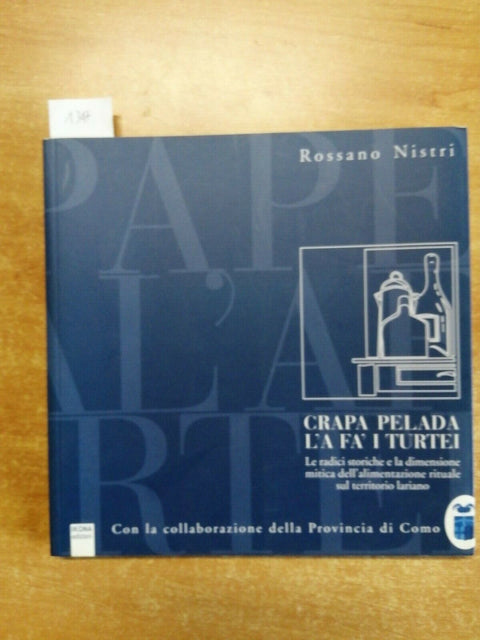 Rossano Nistri
CRAPA PELADA
L'A FA' I TURTEI
Le radici storiche e la dimensione
mitica dell'alimentazione rituale
sul territorio lariano
Con la collaborazione della Provincia di Como